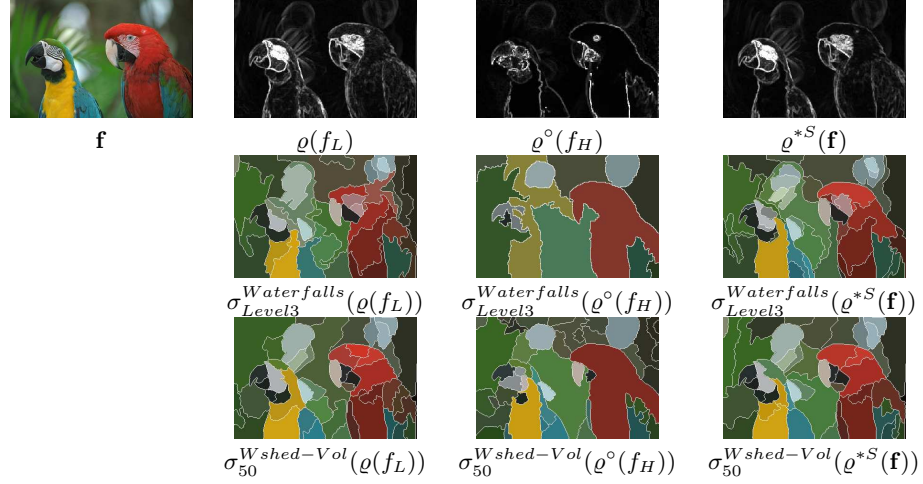 f ϱ(f_L) ϱ°(f_H) ϱ^{*S}(f)
σ^{Waterfalls}_{Level3}(ϱ(f_L)) σ^{Waterfalls}_{Level3}(ϱ°(f_H)) σ^{Waterfalls}_{Level3}(ϱ^{*S}(f))
σ^{Wshed−Vol}_{50}(ϱ(f_L)) σ^{Wshed−Vol}_{50}(ϱ°(f_H)) σ^{Wshed−Vol}_{50}(ϱ^{*S}(f))